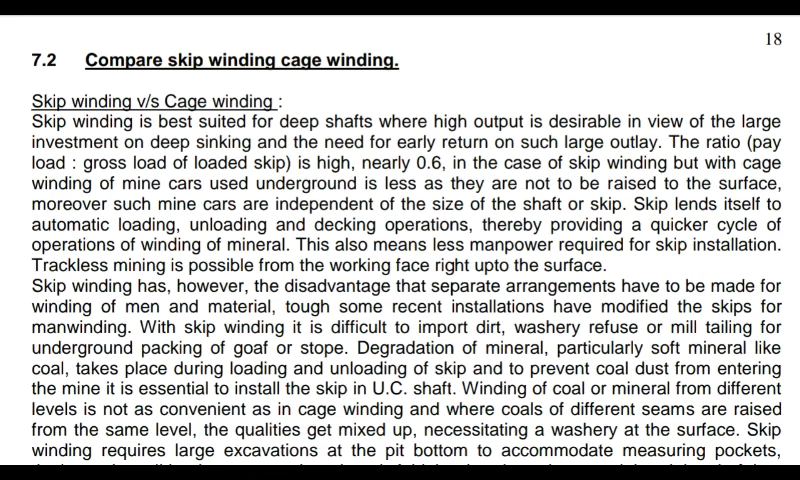 18
7.2 Compare skip winding cage winding.
Skip winding v/s Cage winding :
Skip winding is best suited for deep shafts where high output is desirable in view of the large
investment on deep sinking and the need for early return on such large outlay. The ratio (pay
load : gross load of loaded skip) is high, nearly 0.6, in the case of skip winding but with cage
winding of mine cars used underground is less as they are not to be raised to the surface,
moreover such mine cars are independent of the size of the shaft or skip. Skip lends itself to
automatic loading, unloading and decking operations, thereby providing a quicker cycle of
operations of winding of mineral. This also means less manpower required for skip installation.
Trackless mining is possible from the working face right upto the surface.
Skip winding has, however, the disadvantage that separate arrangements have to be made for
winding of men and material, tough some recent installations have modified the skips for
manwinding. With skip winding it is difficult to import dirt, washery refuse or mill tailing for
underground packing of goaf or stope. Degradation of mineral, particularly soft mineral like
coal, takes place during loading and unloading of skip and to prevent coal dust from entering
the mine it is essential to install the skip in U.C. shaft. Winding of coal or mineral from different
levels is not as convenient as in cage winding and where coals of different seams are raised
from the same level, the qualities get mixed up, necessitating a washery at the surface. Skip
winding requires large excavations at the pit bottom to accommodate measuring pockets,